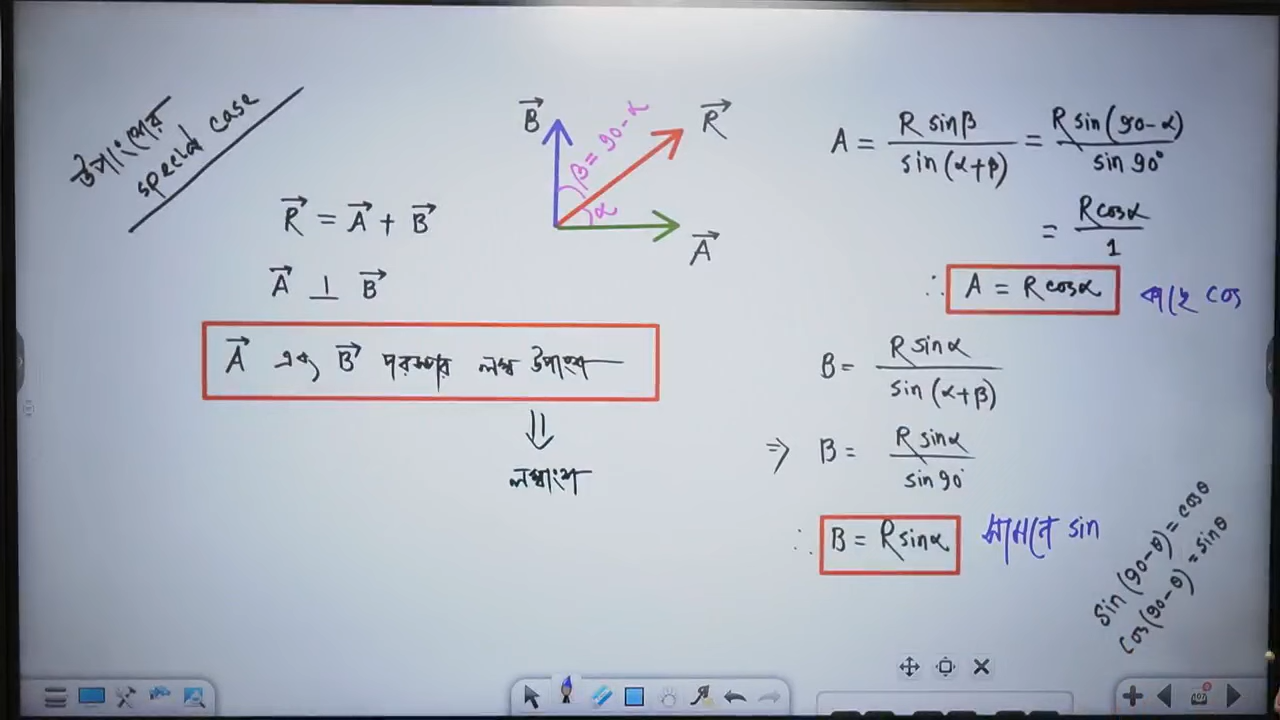 উপাংশের
special case
R⃗ = A⃗ + B⃗
A⃗ ⊥ B⃗
A⃗ এবং B⃗ পরস্পর লম্ব উপাংশ
⇓
লম্বাংশ
B⃗
β = 90-α
R⃗
α
A⃗
A = R sinβ / sin (α+β) = R sin(90-α) / sin 90°
= R cosα / 1
∴ A = R cosα
কাছে cos
B = R sinα / sin (α+β)
⇒ B = R sinα / sin 90°
∴ B = R sinα
সামনে sin
sin (90-θ) = cosθ
cos (90-θ) = sinθ